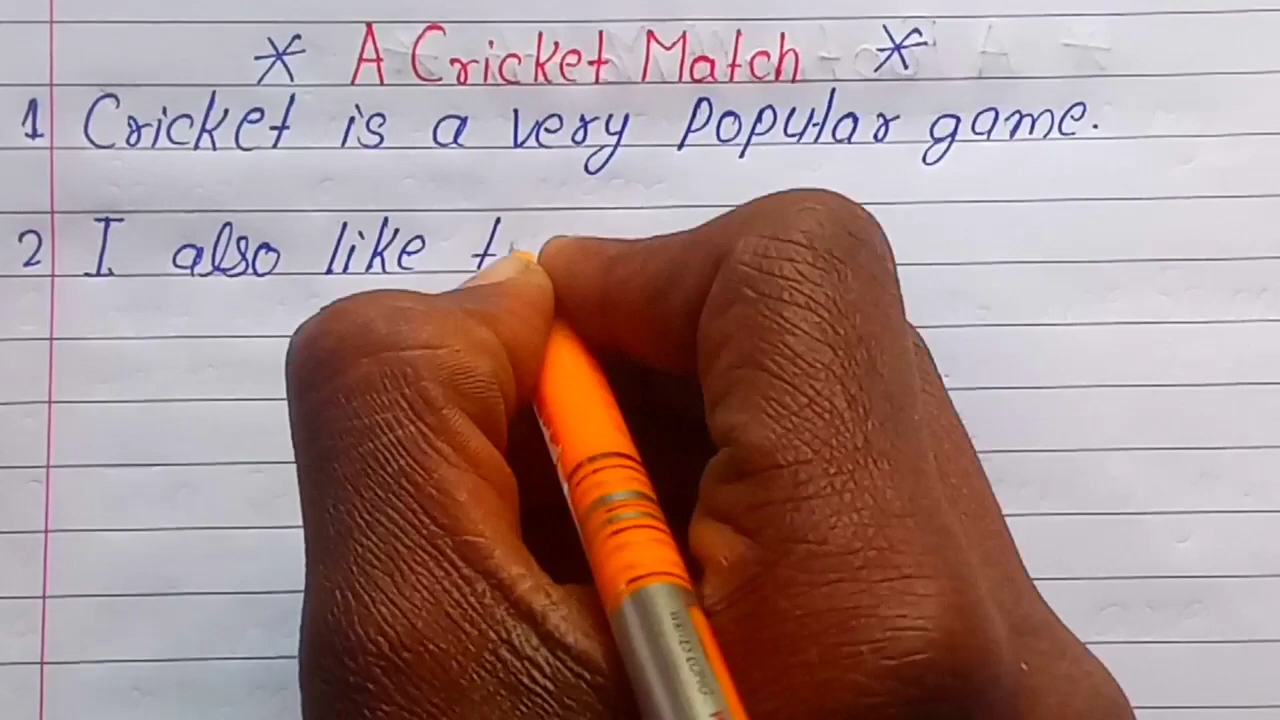 * A Cricket Match *
1 Cricket is a very Popular game.
2 I also like t